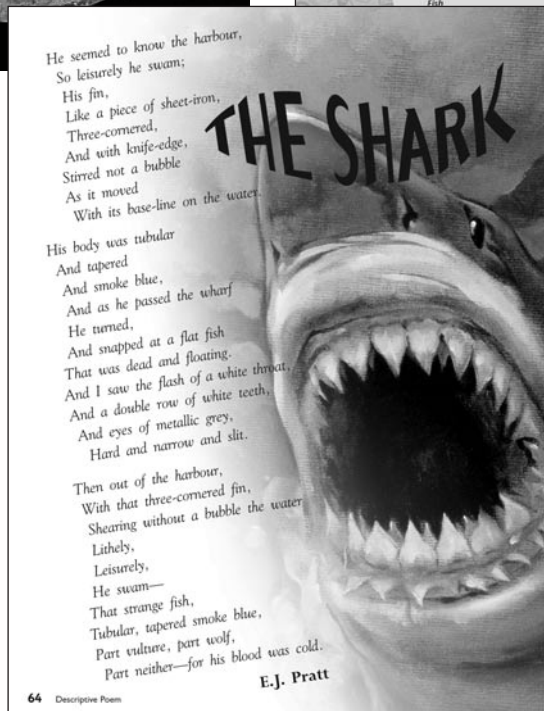 Fish
THE SHARK
He seemed to know the harbour,
So leisurely he swam;
His fin,
Like a piece of sheet-iron,
Three-cornered,
And with knife-edge,
Stirred not a bubble
As it moved
With its base-line on the water.
His body was tubular
And tapered
And smoke blue,
And as he passed the wharf
He turned,
And snapped at a flat fish
That was dead and floating.
And I saw the flash of a white throat,
And a double row of white teeth,
And eyes of metallic grey,
Hard and narrow and slit.
Then out of the harbour,
With that three-cornered fin,
Shearing without a bubble the water
Lithely,
Leisurely,
He swam—
That strange fish,
Tubular, tapered smoke blue,
Part vulture, part wolf,
Part neither—for his blood was cold.
E.J. Pratt
64 Descriptive Poem